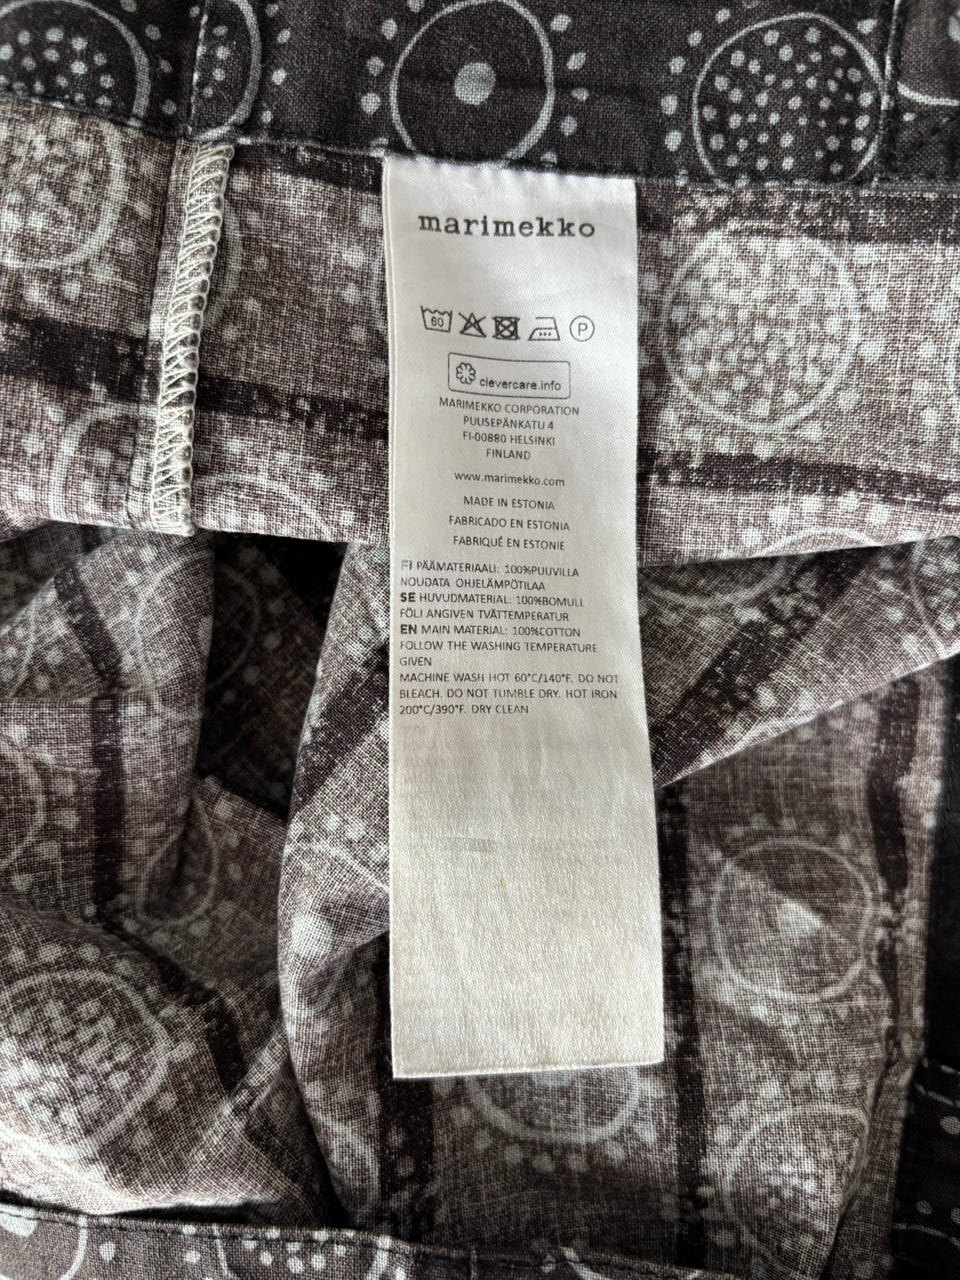 marimekko
60 P
clevercare.info
MARIMEKKO CORPORATION
PUUSEPÄNKATU 4
FI-00880 HELSINKI
FINLAND
www.marimekko.com
MADE IN ESTONIA
FABRICADO EN ESTONIA
FABRIQUÉ EN ESTONIE
FI PÄÄMATERIAALI: 100%PUUVILLA
NOUDATA OHJELÄMPÖTILAA
SE HUVUDMATERIAL: 100%BOMULL
FÖLJ ANGIVEN TVÄTTEMPERATUR
EN MAIN MATERIAL: 100%COTTON
FOLLOW THE WASHING TEMPERATURE
GIVEN
MACHINE WASH HOT 60°C/140°F. DO NOT
BLEACH. DO NOT TUMBLE DRY. HOT IRON
200°C/390°F. DRY CLEAN